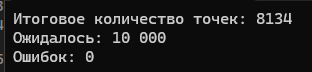 Итоговое количество точек: 8134
Ожидалось: 10 000
Ошибок: 0